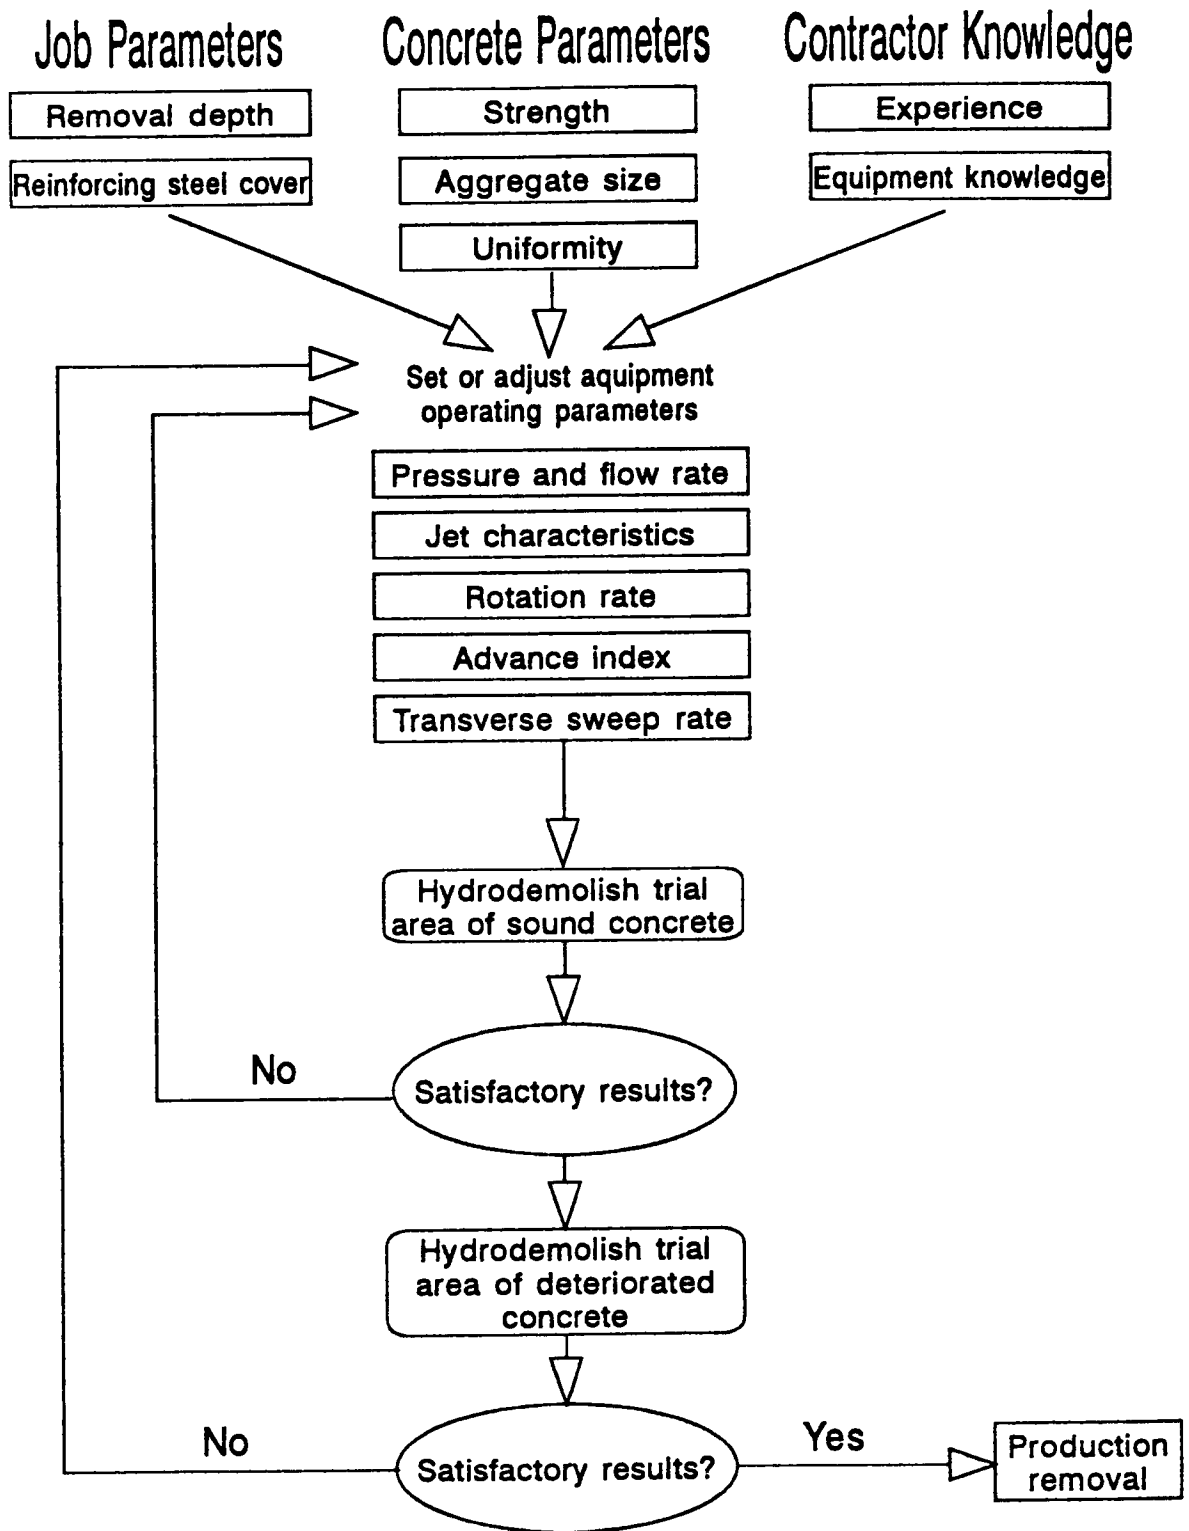 Job Parameters
Concrete Parameters
Contractor Knowledge
Removal depth
Reinforcing steel cover
Strength
Aggregate size
Uniformity
Experience
Equipment knowledge
Set or adjust aquipment
operating parameters
Pressure and flow rate
Jet characteristics
Rotation rate
Advance index
Transverse sweep rate
Hydrodemolish trial
area of sound concrete
Satisfactory results?
No
Hydrodemolish trial
area of deteriorated
concrete
Satisfactory results?
No
Yes
Production
removal